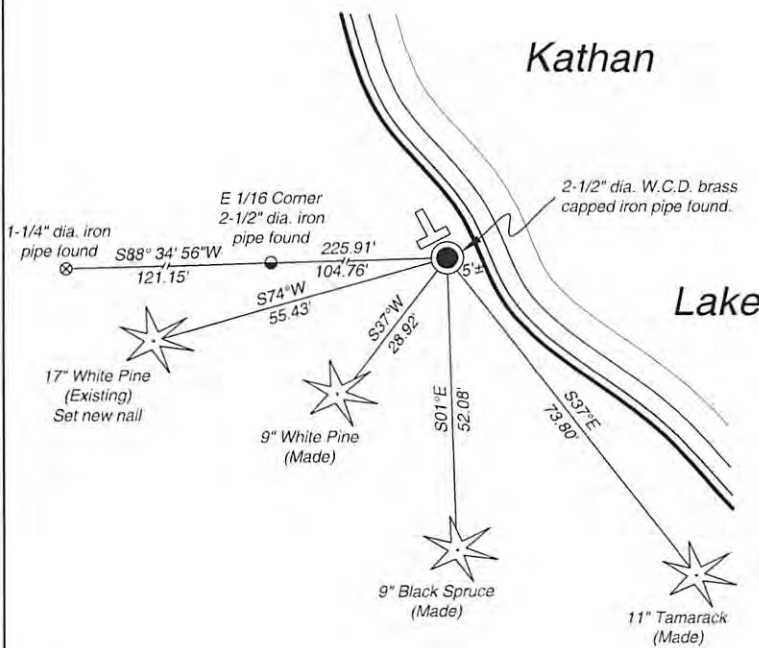 Kathan
Lake
2-1/2" dia. W.C.D. brass
capped iron pipe found.
E 1/16 Corner
2-1/2" dia. iron
pipe found
1-1/4" dia. iron
pipe found
S88° 34' 56"W
121.15'
225.91'
104.76'
5'±
S74°W
55.43'
S37°W
28.92'
S01°E
52.08'
S37°E
73.80'
17" White Pine
(Existing)
Set new nail
9" White Pine
(Made)
9" Black Spruce
(Made)
11" Tamarack
(Made)